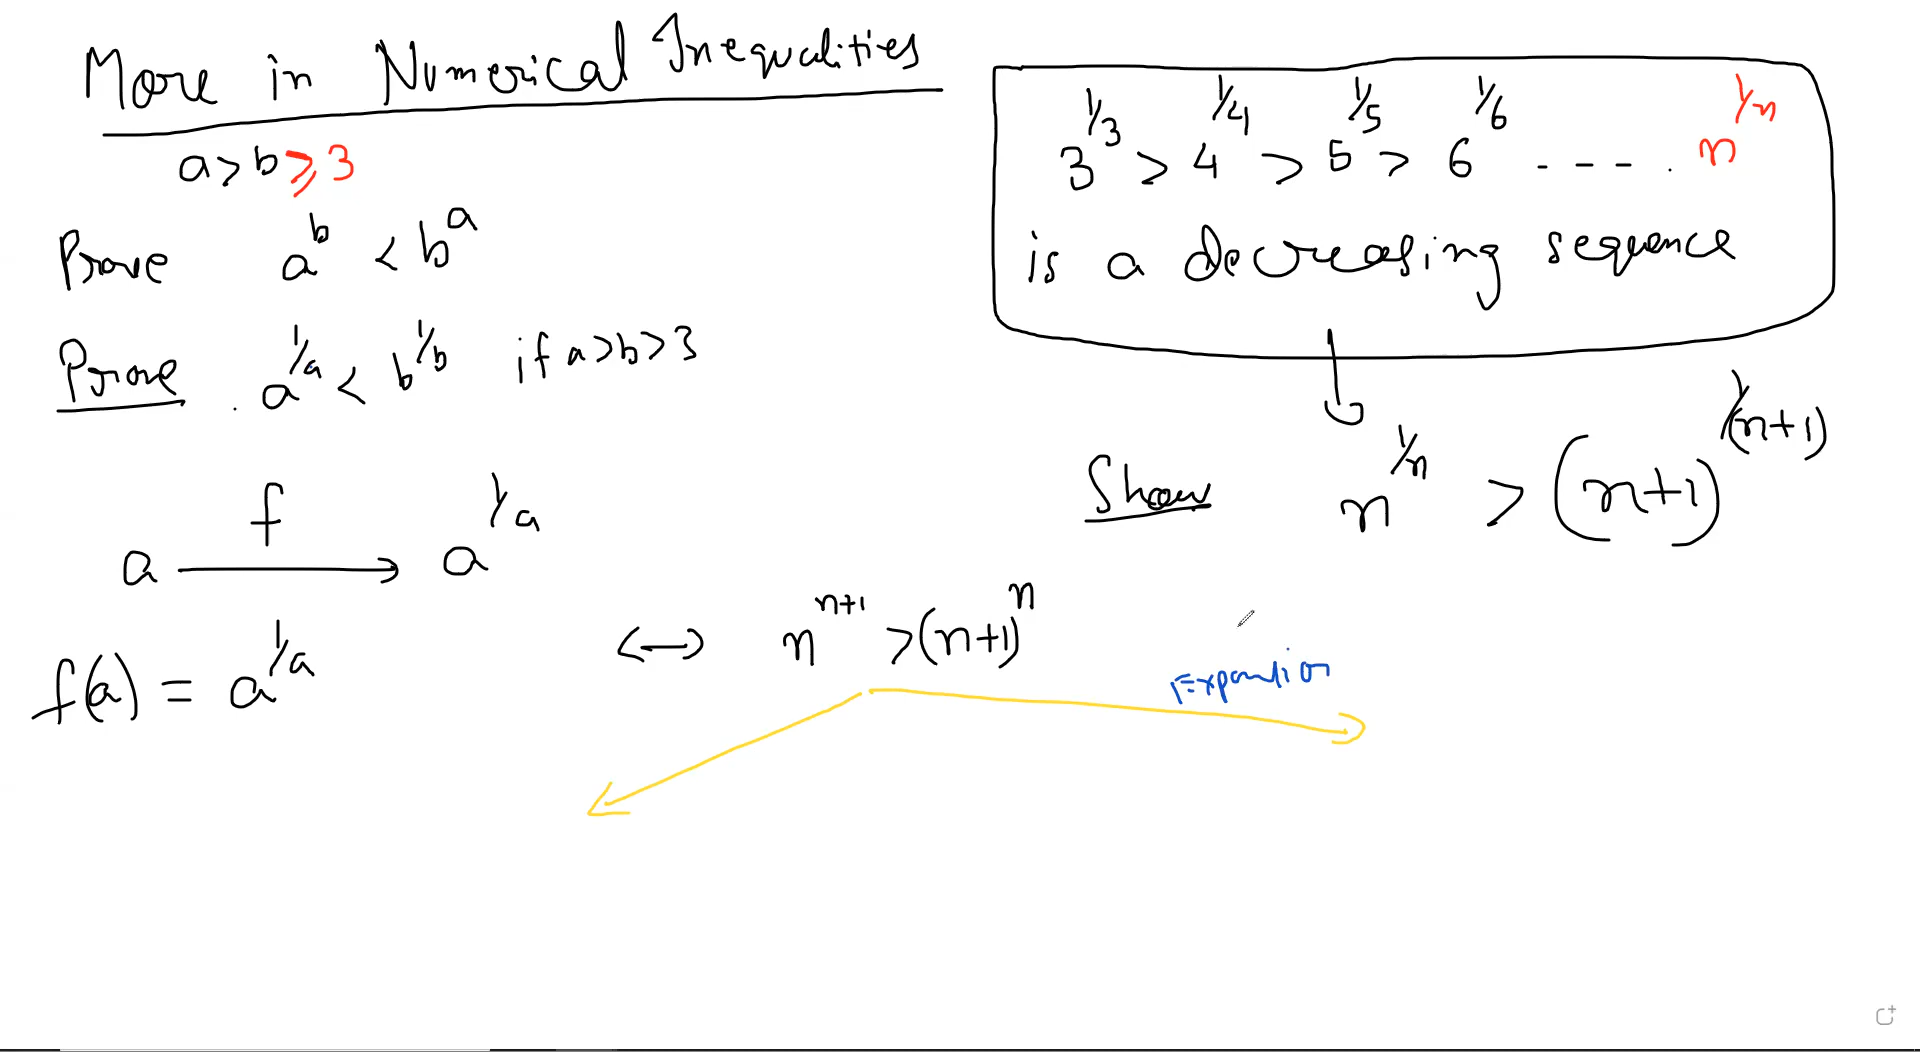 More in Numerical Inequalities
a > b ≥ 3
Prove a^b < b^a
Prove . a^{1/a} < b^{1/b} if a > b > 3
a —f→ a^{1/a}
f(a) = a^{1/a}
3^{1/3} > 4^{1/4} > 5^{1/5} > 6^{1/6} - - - . n^{1/n}
is a decreasing sequence
Show n^{1/n} > (n+1)^{1/(n+1)}
↔ n^{n+1} > (n+1)^n
Expansion